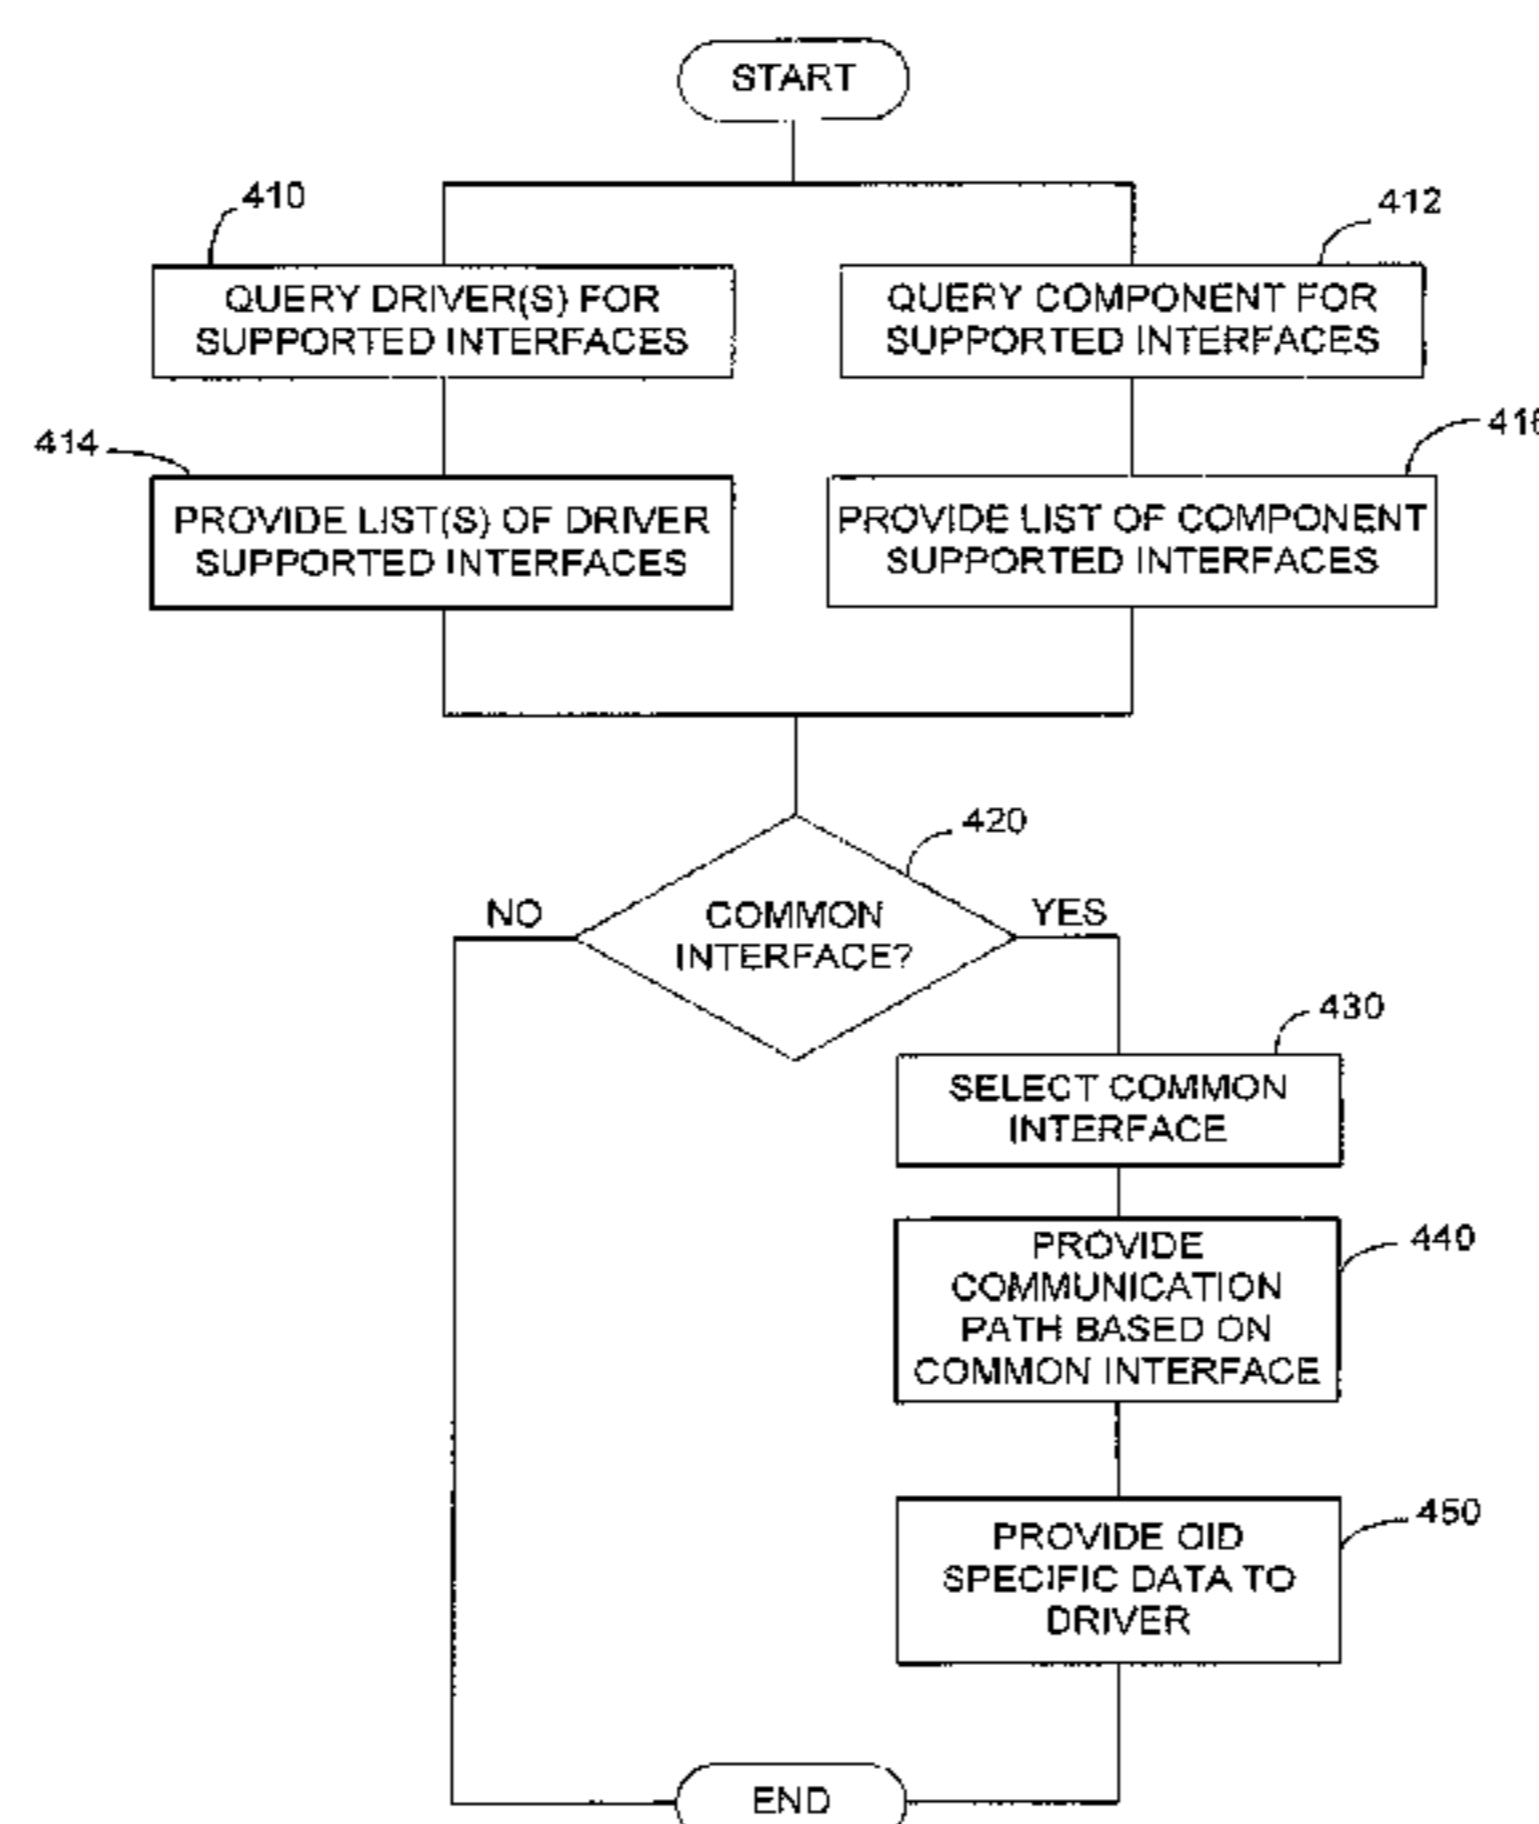 START
410
412
QUERY DRIVER(S) FOR
SUPPORTED INTERFACES
QUERY COMPONENT FOR
SUPPORTED INTERFACES
414
PROVIDE LIST(S) OF DRIVER
SUPPORTED INTERFACES
PROVIDE LIST OF COMPONENT
SUPPORTED INTERFACES
420
COMMON
INTERFACE?
NO
YES
430
SELECT COMMON
INTERFACE
440
PROVIDE
COMMUNICATION
PATH BASED ON
COMMON INTERFACE
450
PROVIDE OID
SPECIFIC DATA TO
DRIVER
END